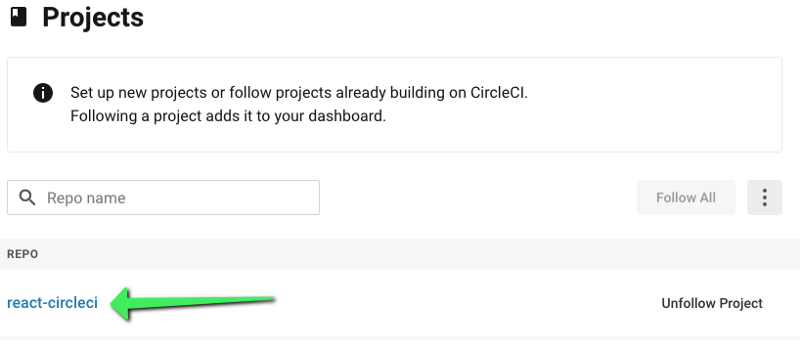 Projects
Set up new projects or follow projects already building on CircleCI.
Following a project adds it to your dashboard.
Repo name
Follow All
REPO
react-circleci
Unfollow Project